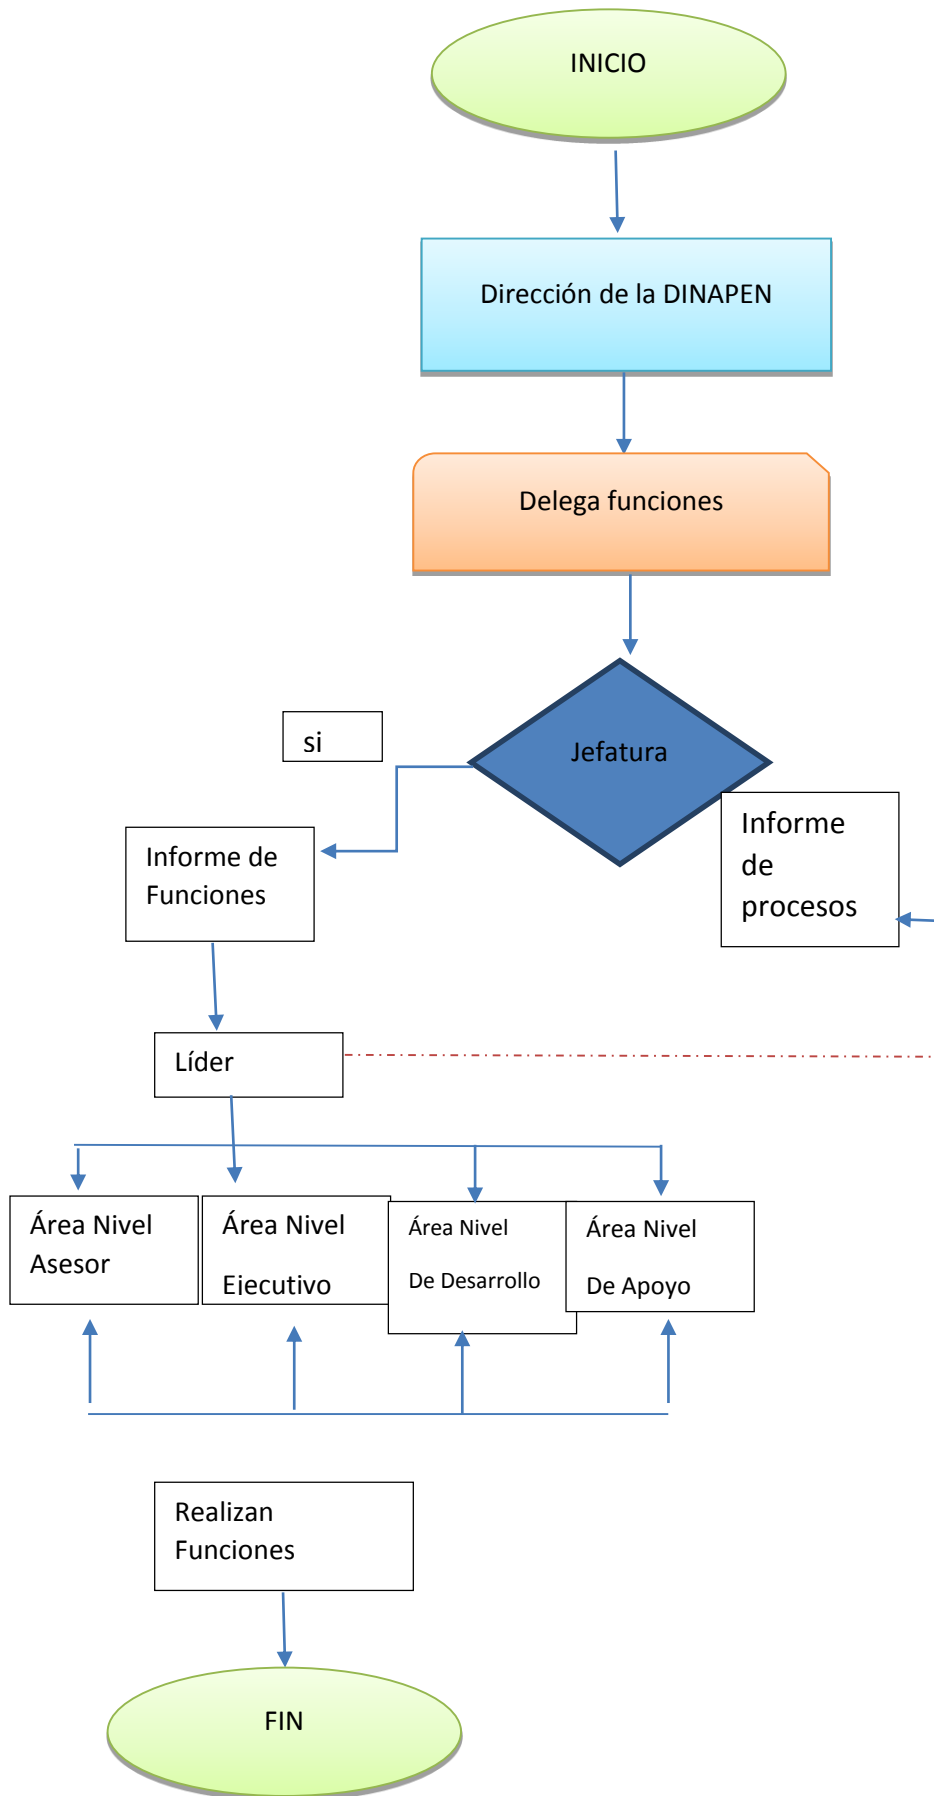 INICIO
Dirección de la DINAPEN
Delega funciones
Jefatura
si
Informe
de
procesos
Informe de
Funciones
Líder
Área Nivel
Asesor
Área Nivel
Ejecutivo
Área Nivel
De Desarrollo
Área Nivel
De Apoyo
Realizan
Funciones
FIN